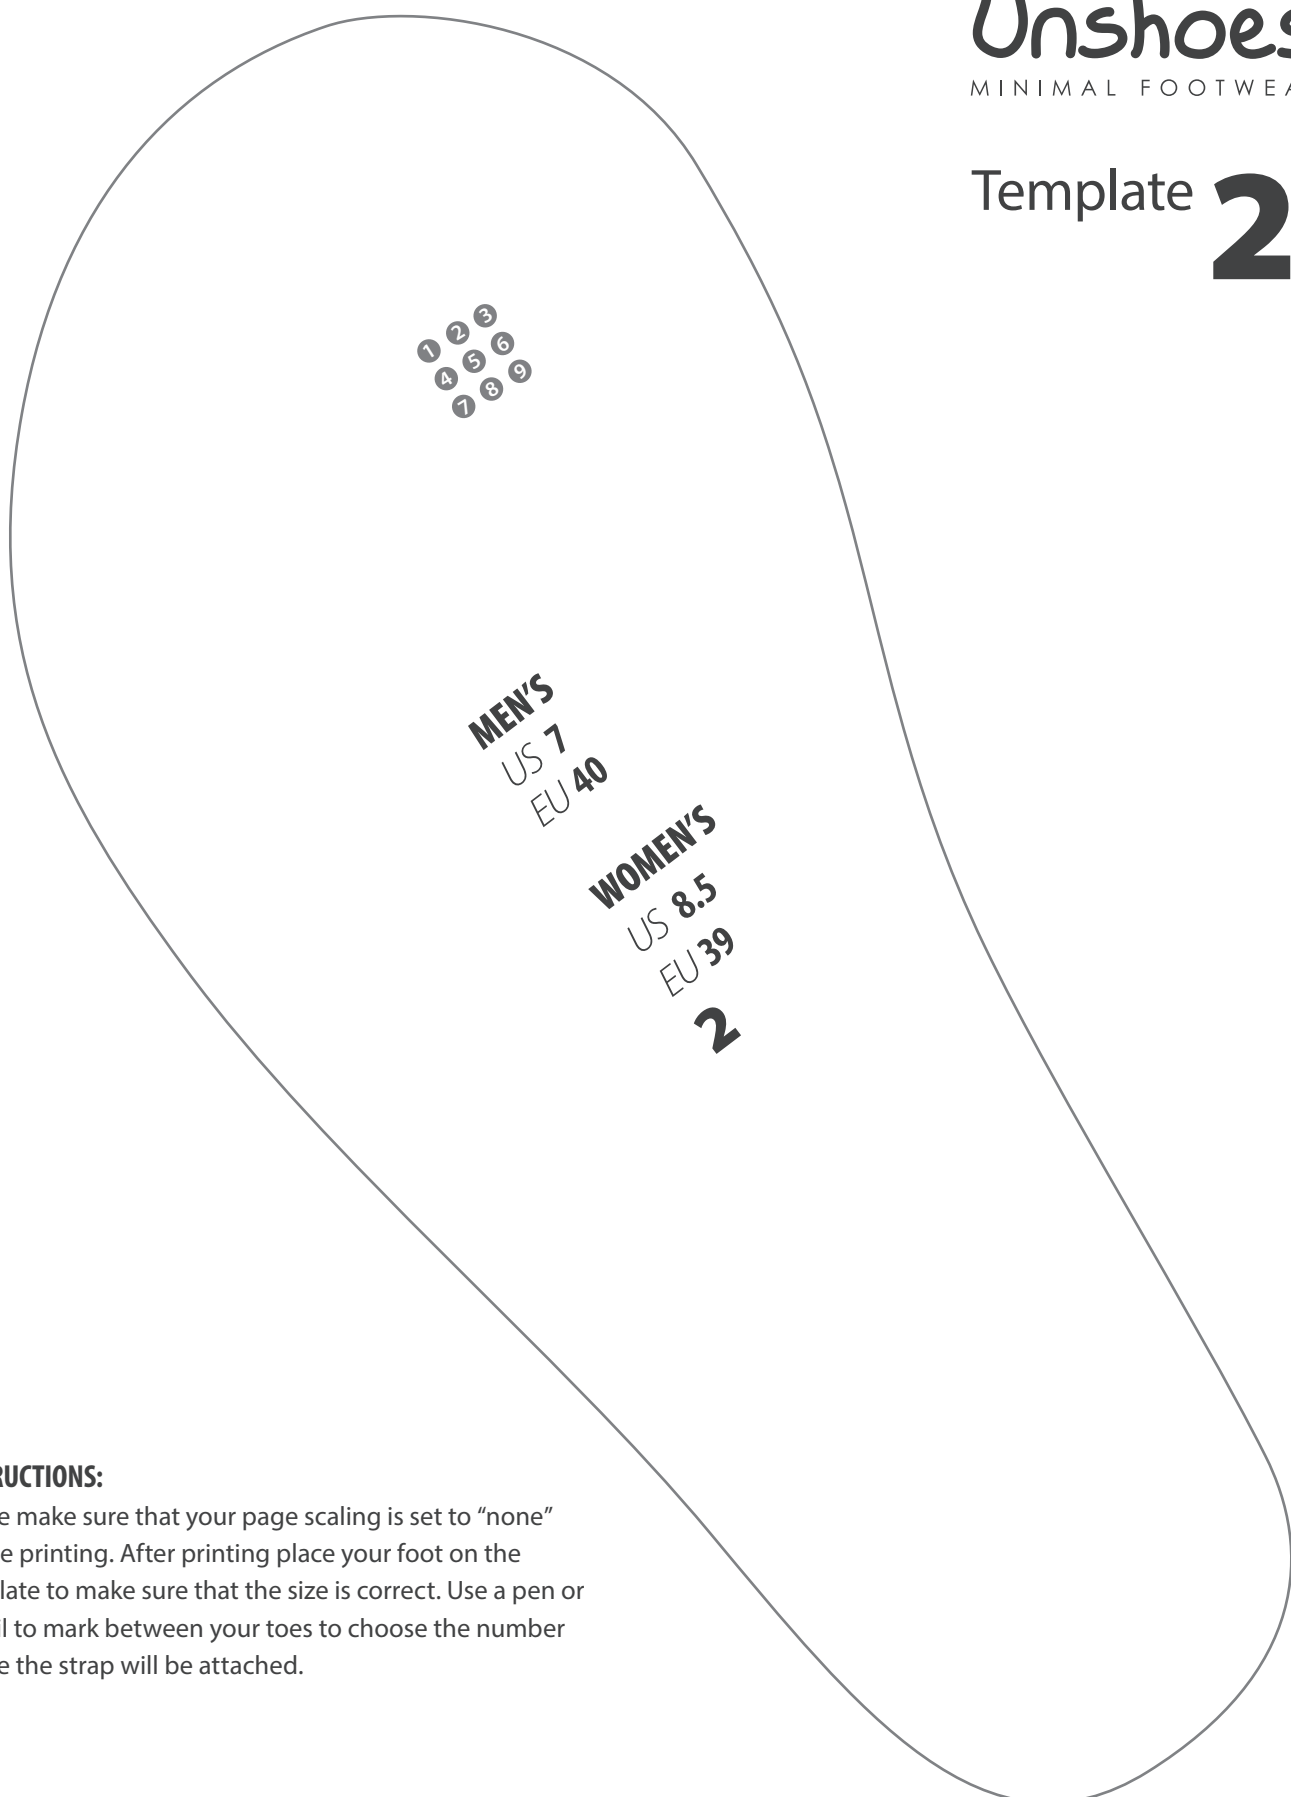 Unshoes
MINIMAL FOOTWEA
Template 2
1 2 3
4 5 6
7 8 9
MEN'S
US 7
EU 40
WOMEN'S
US 8.5
EU 39
2
RUCTIONS:
e make sure that your page scaling is set to “none”
e printing. After printing place your foot on the
late to make sure that the size is correct. Use a pen or
il to mark between your toes to choose the number
e the strap will be attached.